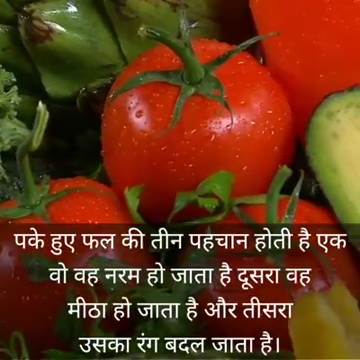 पके हुए फल की तीन पहचान होती है एक
वो वह नरम हो जाता है दूसरा वह
मीठा हो जाता है और तीसरा
उसका रंग बदल जाता है।